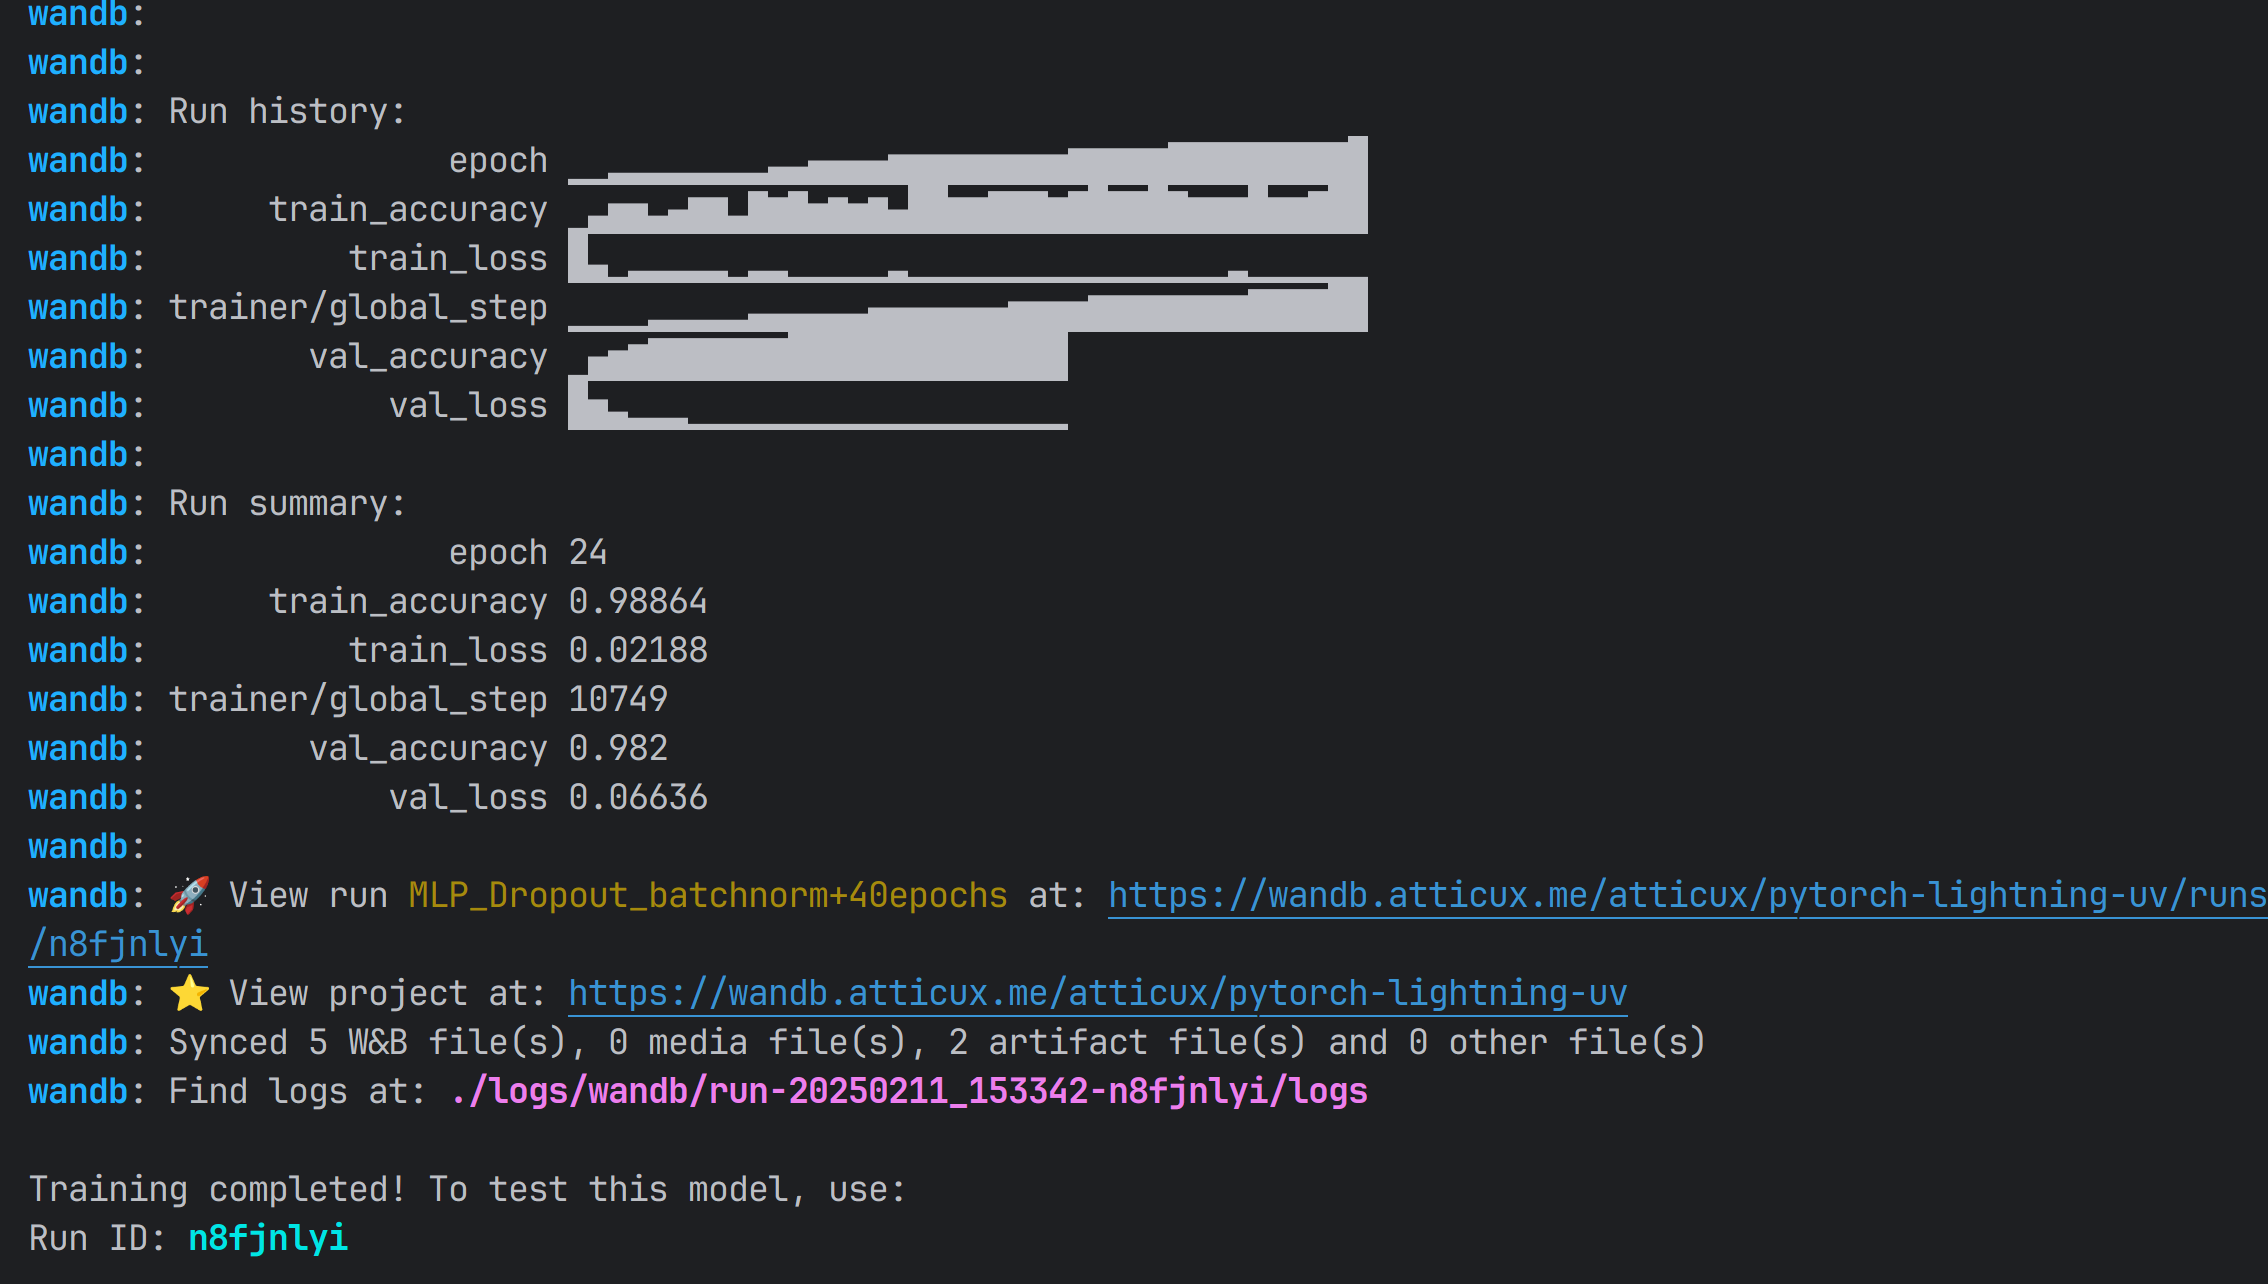 wandb:
wandb:
wandb: Run history:
wandb: epoch
wandb: train_accuracy
wandb: train_loss
wandb: trainer/global_step
wandb: val_accuracy
wandb: val_loss
wandb:
wandb: Run summary:
wandb: epoch 24
wandb: train_accuracy 0.98864
wandb: train_loss 0.02188
wandb: trainer/global_step 10749
wandb: val_accuracy 0.982
wandb: val_loss 0.06636
wandb:
wandb: 🚀 View run MLP_Dropout_batchnorm+40epochs at: https://wandb.atticux.me/atticux/pytorch-lightning-uv/runs
/n8fjnlyi
wandb: ⭐ View project at: https://wandb.atticux.me/atticux/pytorch-lightning-uv
wandb: Synced 5 W&B file(s), 0 media file(s), 2 artifact file(s) and 0 other file(s)
wandb: Find logs at: ./logs/wandb/run-20250211_153342-n8fjnlyi/logs
Training completed! To test this model, use:
Run ID: n8fjnlyi